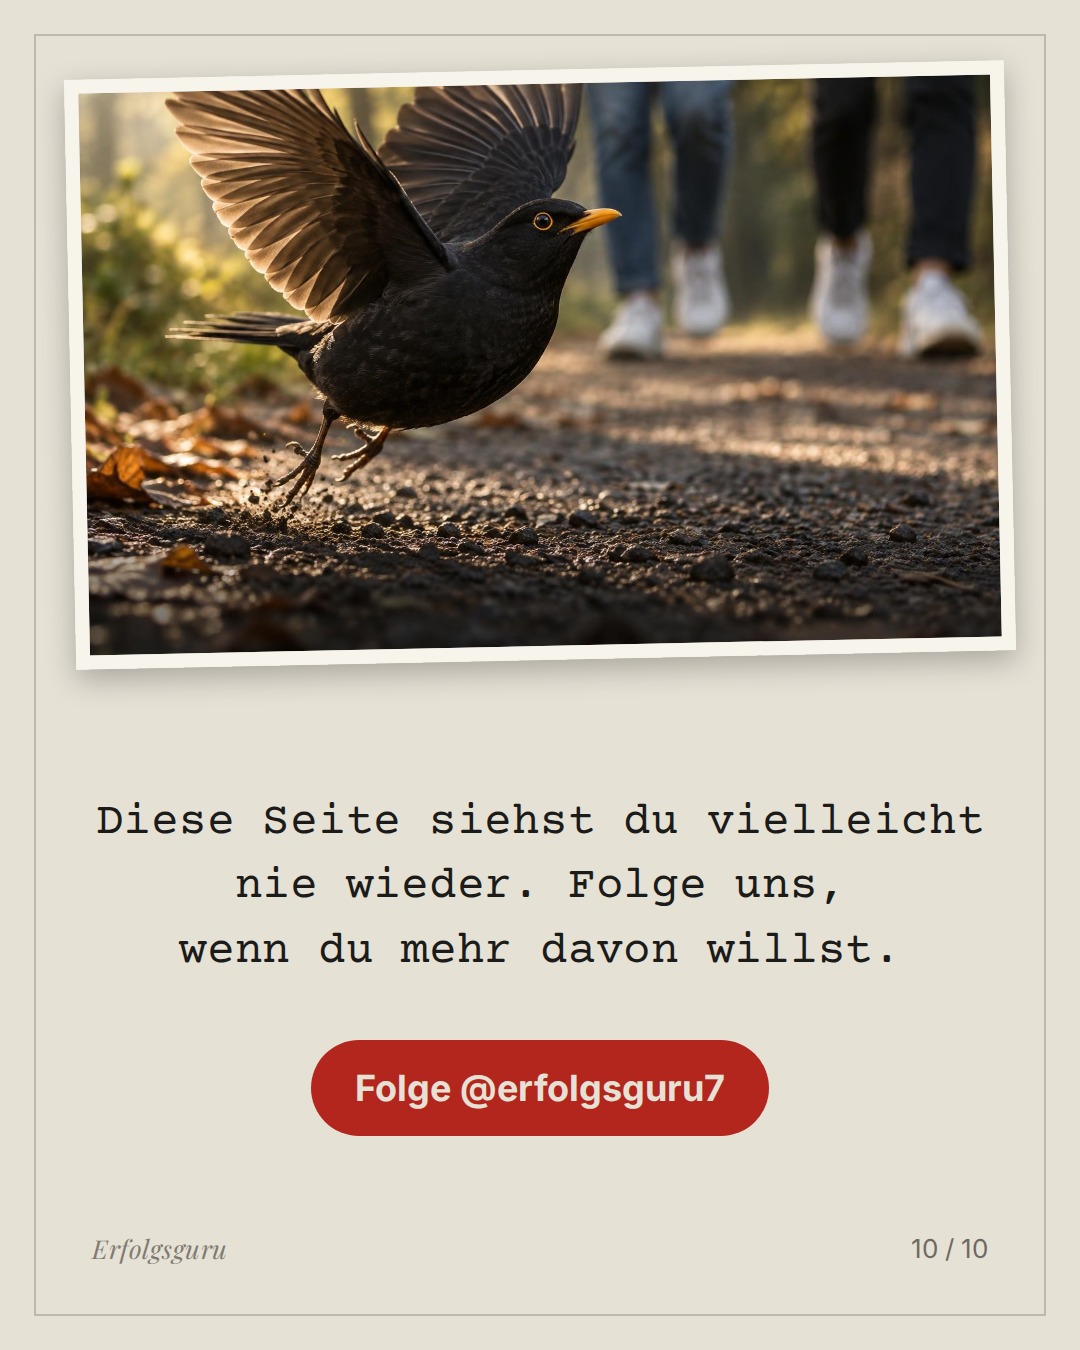 Diese Seite siehst du vielleicht
nie wieder. Folge uns,
wenn du mehr davon willst.
Folge @erfolgsguru7
Erfolgsguru
10 / 10